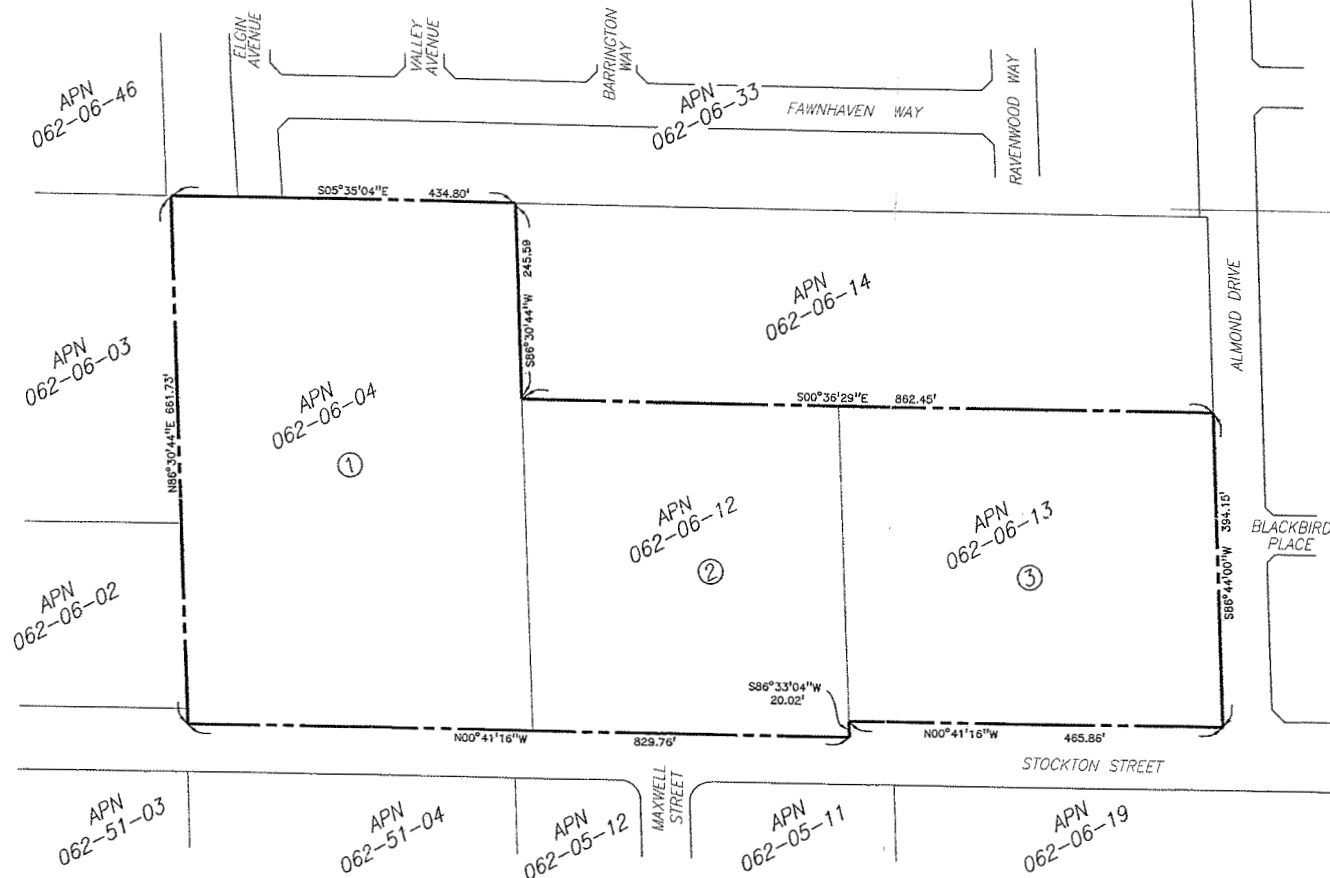 ELGIN
AVENUE
VALLEY
AVENUE
BARRINGTON
WAY
APN
062-06-46
APN
062-06-33
FAWNHAVEN WAY
RAVENWOOD WAY
S05°35'04"E 434.80'
S86°30'44"W 245.59
APN
062-06-14
ALMOND DRIVE
APN
062-06-03
N86°30'44"E 661.73'
APN
062-06-04
1
S00°36'29"E 862.45'
APN
062-06-12
2
APN
062-06-13
3
S86°44'00"W 394.15'
BLACKBIRD
PLACE
APN
062-06-02
S86°33'04"W
20.02'
N00°41'16"W 829.76'
N00°41'16"W 465.86'
STOCKTON STREET
APN
062-51-03
APN
062-51-04
APN
062-05-12
MAXWELL
STREET
APN
062-05-11
APN
062-06-19